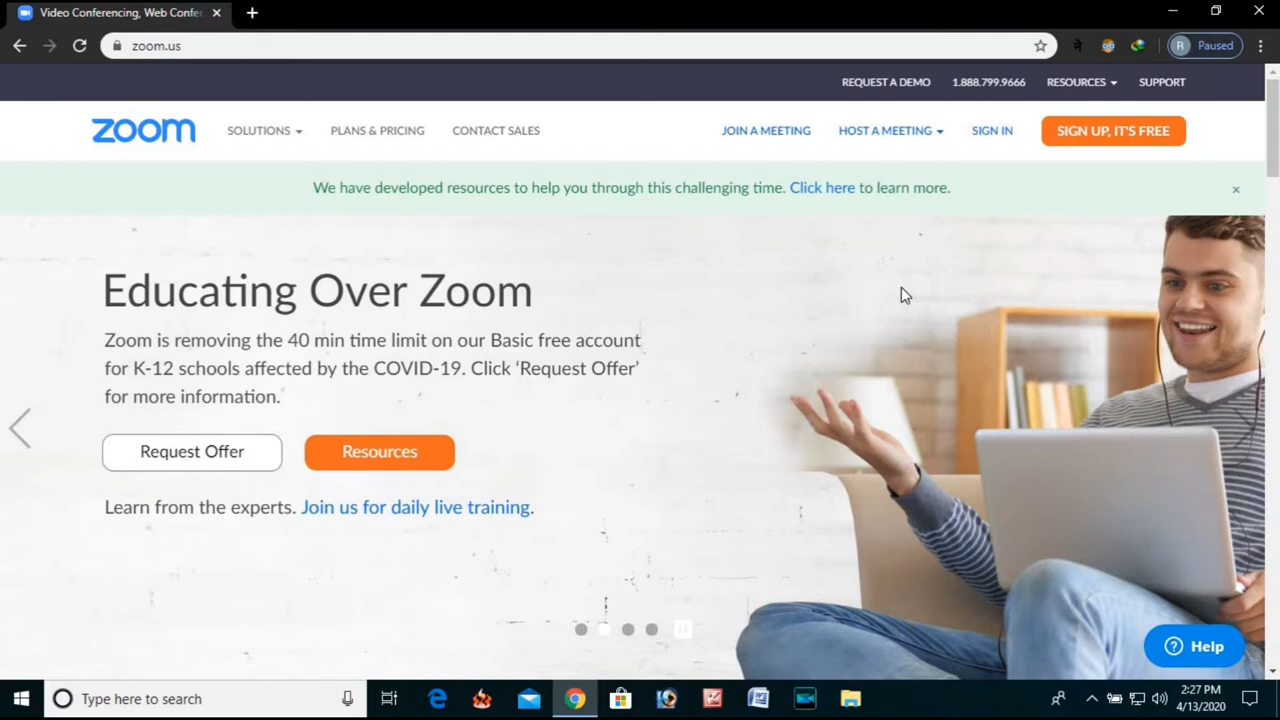 Video Conferencing, Web Confe
zoom.us
R Paused
REQUEST A DEMO 1.888.799.9666 RESOURCES SUPPORT
zoom SOLUTIONS PLANS & PRICING CONTACT SALES JOIN A MEETING HOST A MEETING SIGN IN SIGN UP, IT'S FREE
We have developed resources to help you through this challenging time. Click here to learn more. ×
Educating Over Zoom
Zoom is removing the 40 min time limit on our Basic free account
for K-12 schools affected by the COVID-19. Click ‘Request Offer’
for more information.
Request Offer Resources
Learn from the experts. Join us for daily live training.
Help
Type here to search
2:27 PM
4/13/2020